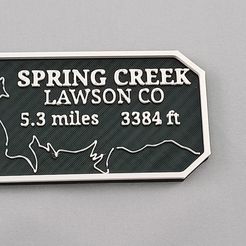 SPRING CREEK
LAWSON CO
5.3 miles 3384 ft